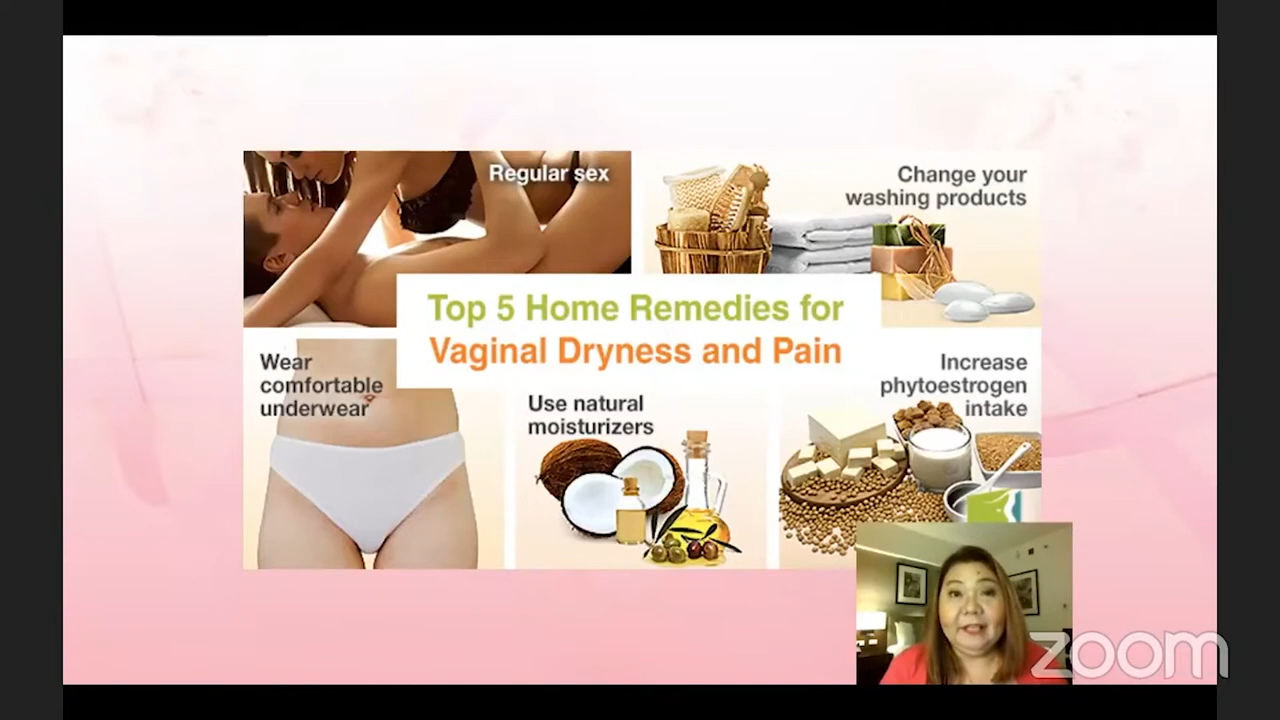 Regular sex
Change your
washing products
Top 5 Home Remedies for
Vaginal Dryness and Pain
Wear
comfortable
underwear
Use natural
moisturizers
Increase
phytoestrogen
intake
zoom